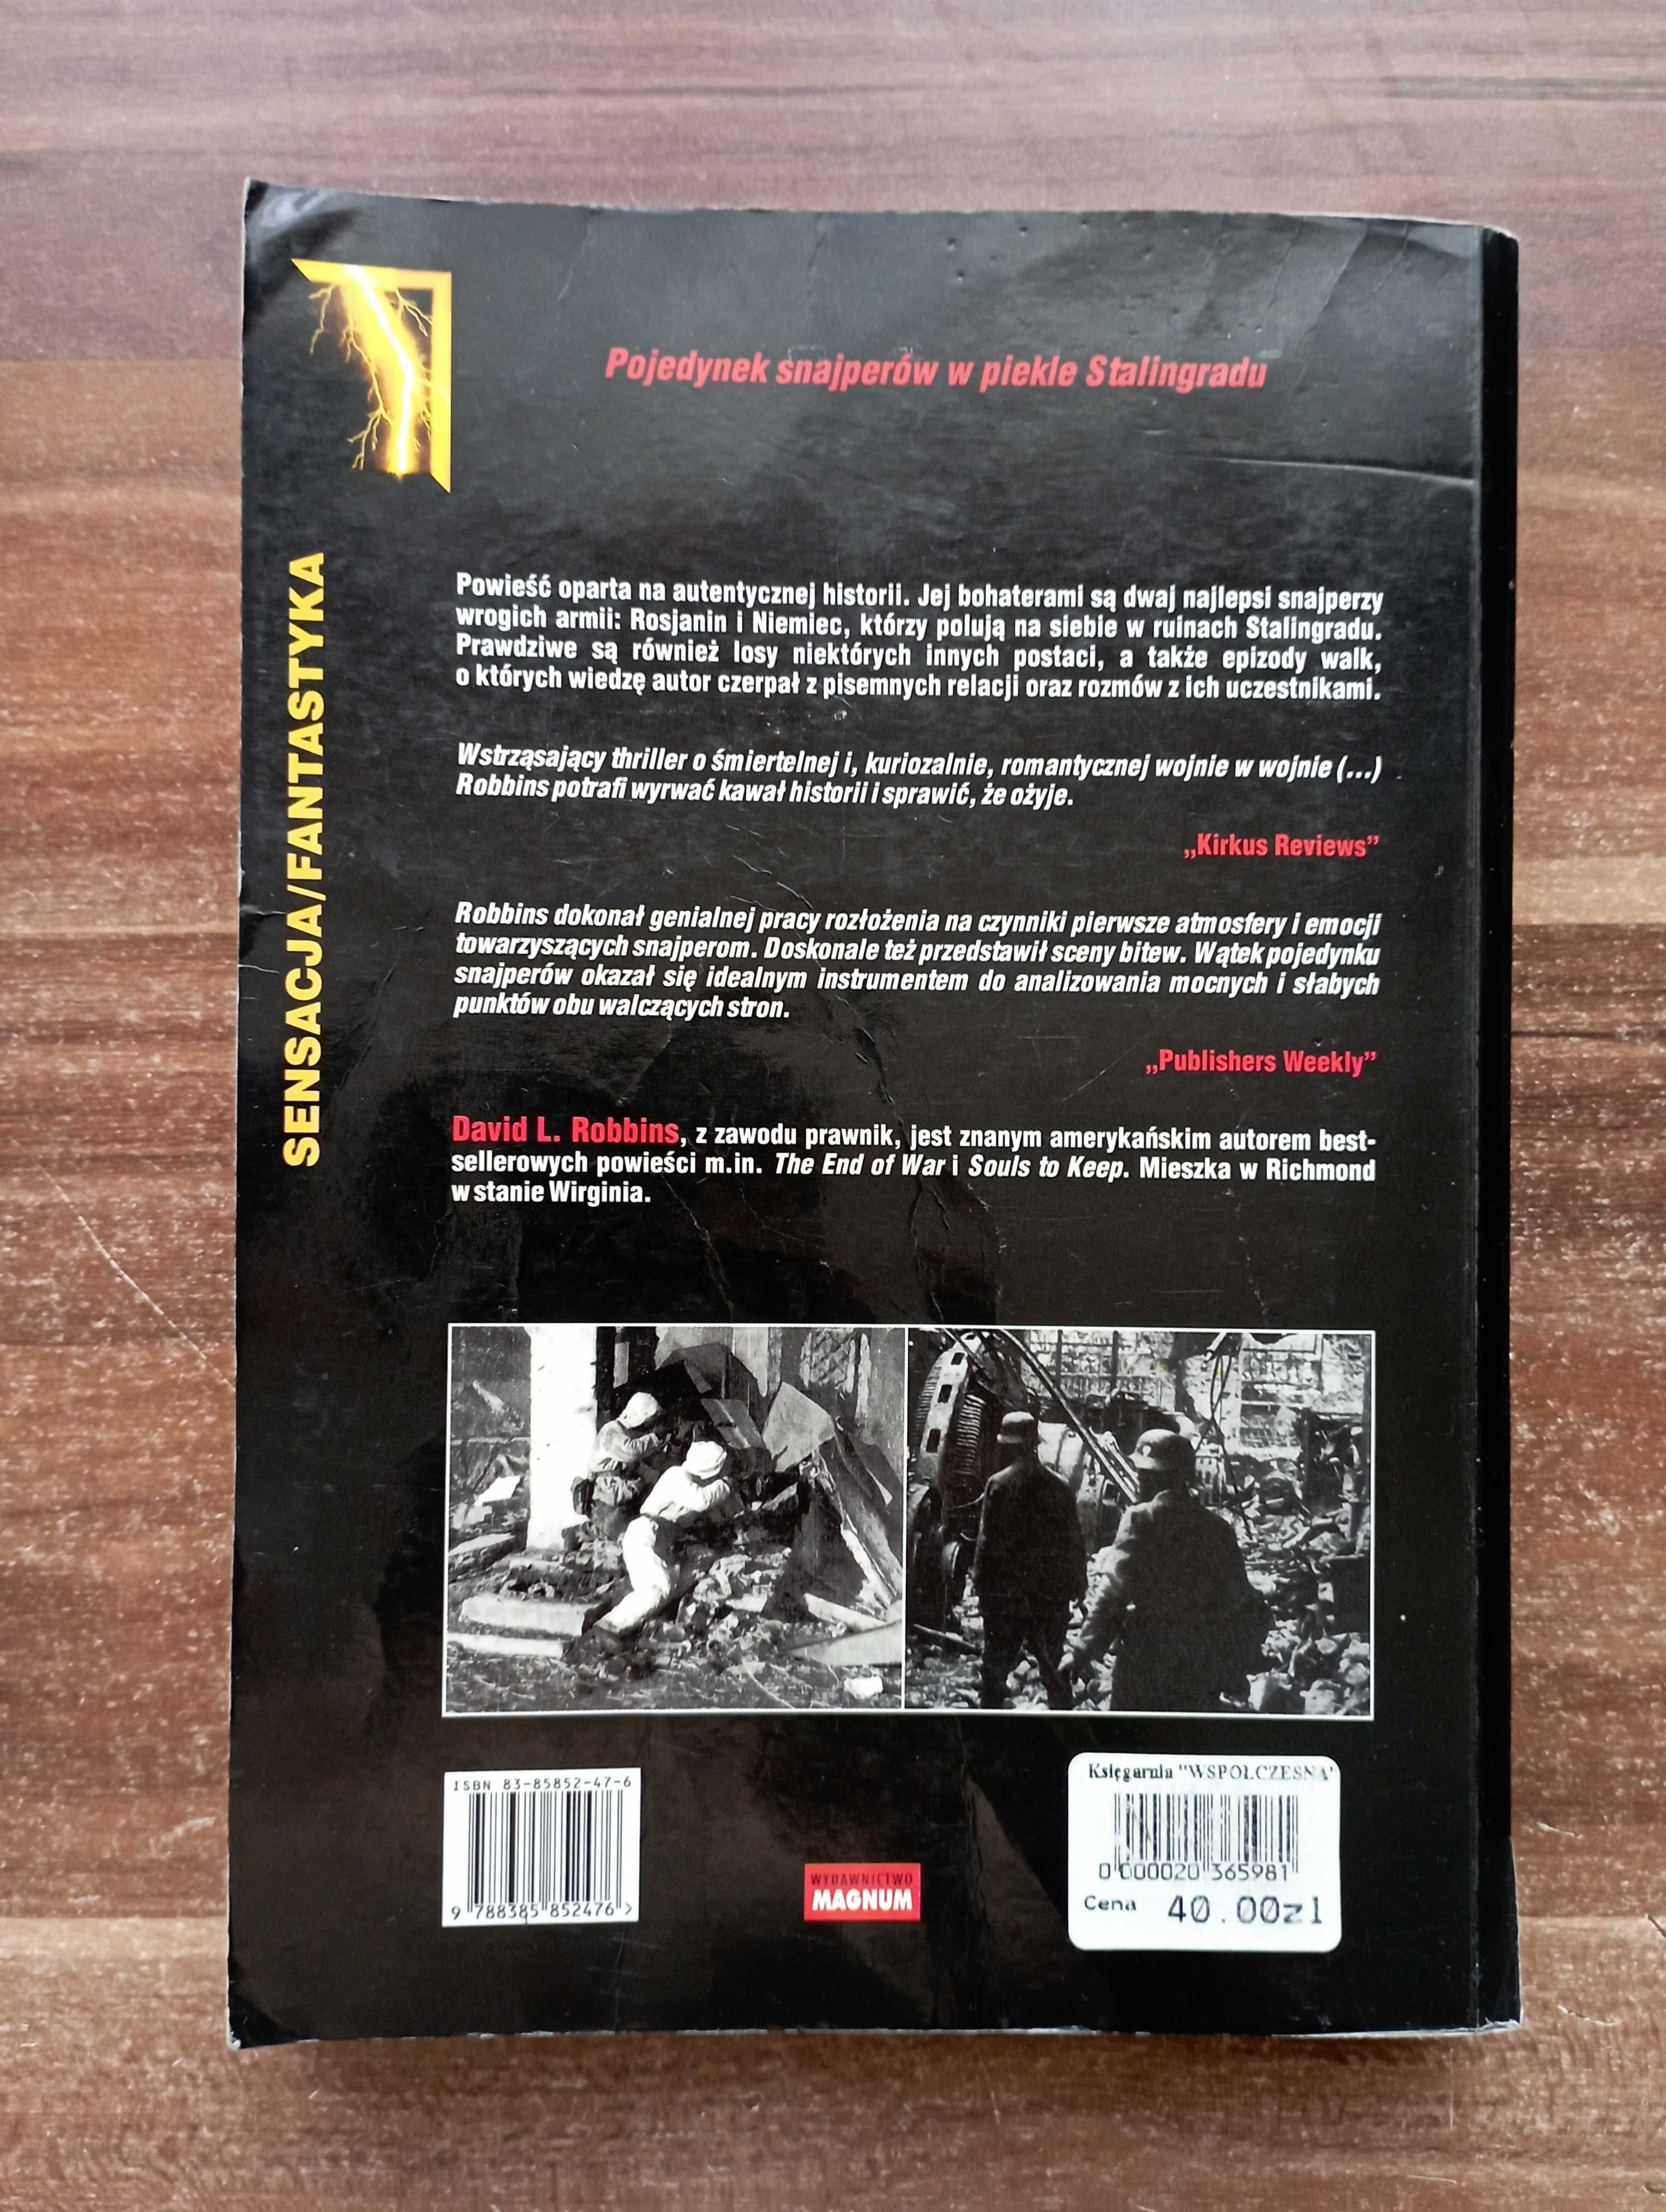 Pojedynek snajperów w piekle Stalingradu
SENSACJA/FANTASTYKA
Powieść oparta na autentycznej historii. Jej bohaterami są dwaj najlepsi snajperzy
wrogich armii: Rosjanin i Niemiec, którzy polują na siebie w ruinach Stalingradu.
Prawdziwe są również losy niektórych innych postaci, a także epizody walk,
o których wiedzę autor czerpał z pisemnych relacji oraz rozmów z ich uczestnikami.
Wstrząsający thriller o śmiertelnej i, kuriozalnie, romantycznej wojnie w wojnie (...)
Robbins potrafi wyrwać kawał historii i sprawić, że ożyje.
„Kirkus Reviews”
Robbins dokonał genialnej pracy rozłożenia na czynniki pierwsze atmosfery i emocji
towarzyszących snajperom. Doskonale też przedstawił sceny bitew. Wątek pojedynku
snajperów okazał się idealnym instrumentem do analizowania mocnych i słabych
punktów obu walczących stron.
„Publishers Weekly”
David L. Robbins, z zawodu prawnik, jest znanym amerykańskim autorem best-
sellerowych powieści m.in. The End of War i Souls to Keep. Mieszka w Richmond
w stanie Wirginia.
ISBN 83-85852-47-6
9 788385 852476 >
WYDAWNICTWO
MAGNUM
Księgarnia "WSPÓŁCZESNA"
0 000020 365981
Cena 40.00zl